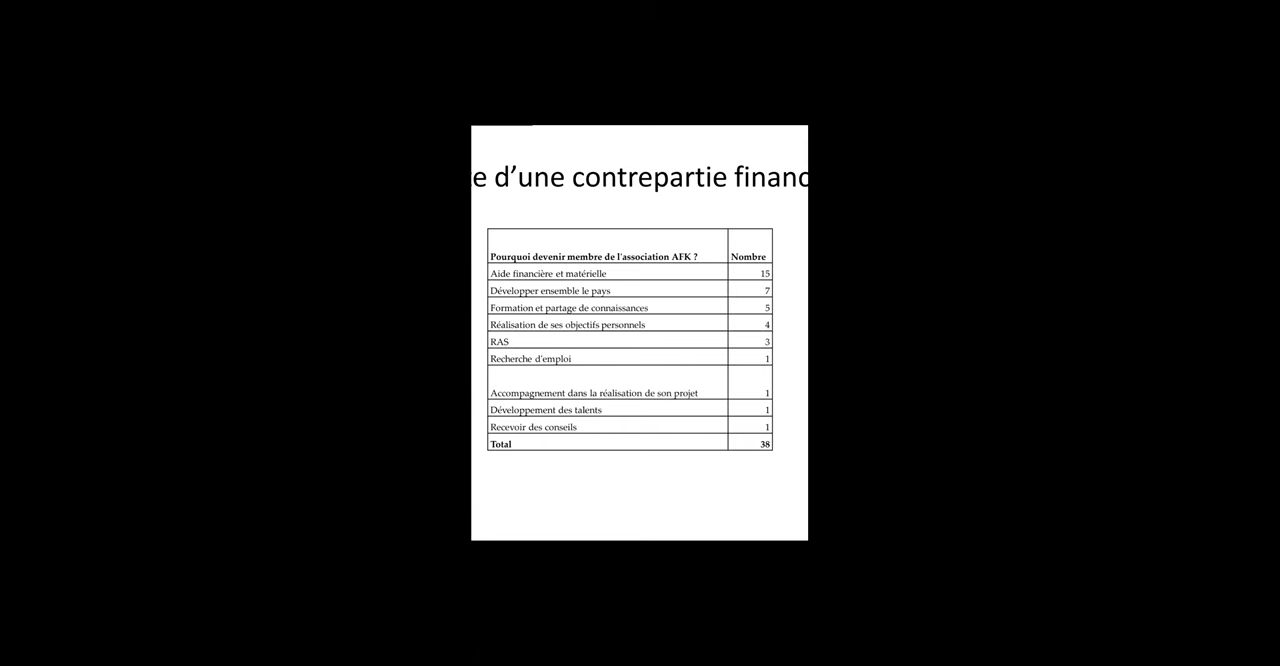 d’une contrepartie
Pourquoi devenir membre de l'association AFK ? Nombre
Aide financière et matérielle 15
Développer ensemble le pays 7
Formation et partage de connaissances 5
Réalisation de ses objectifs personnels 4
RAS 3
Recherche d'emploi 1
Accompagnement dans la réalisation de son projet 1
Développement des talents 1
Recevoir des conseils 1
Total 38